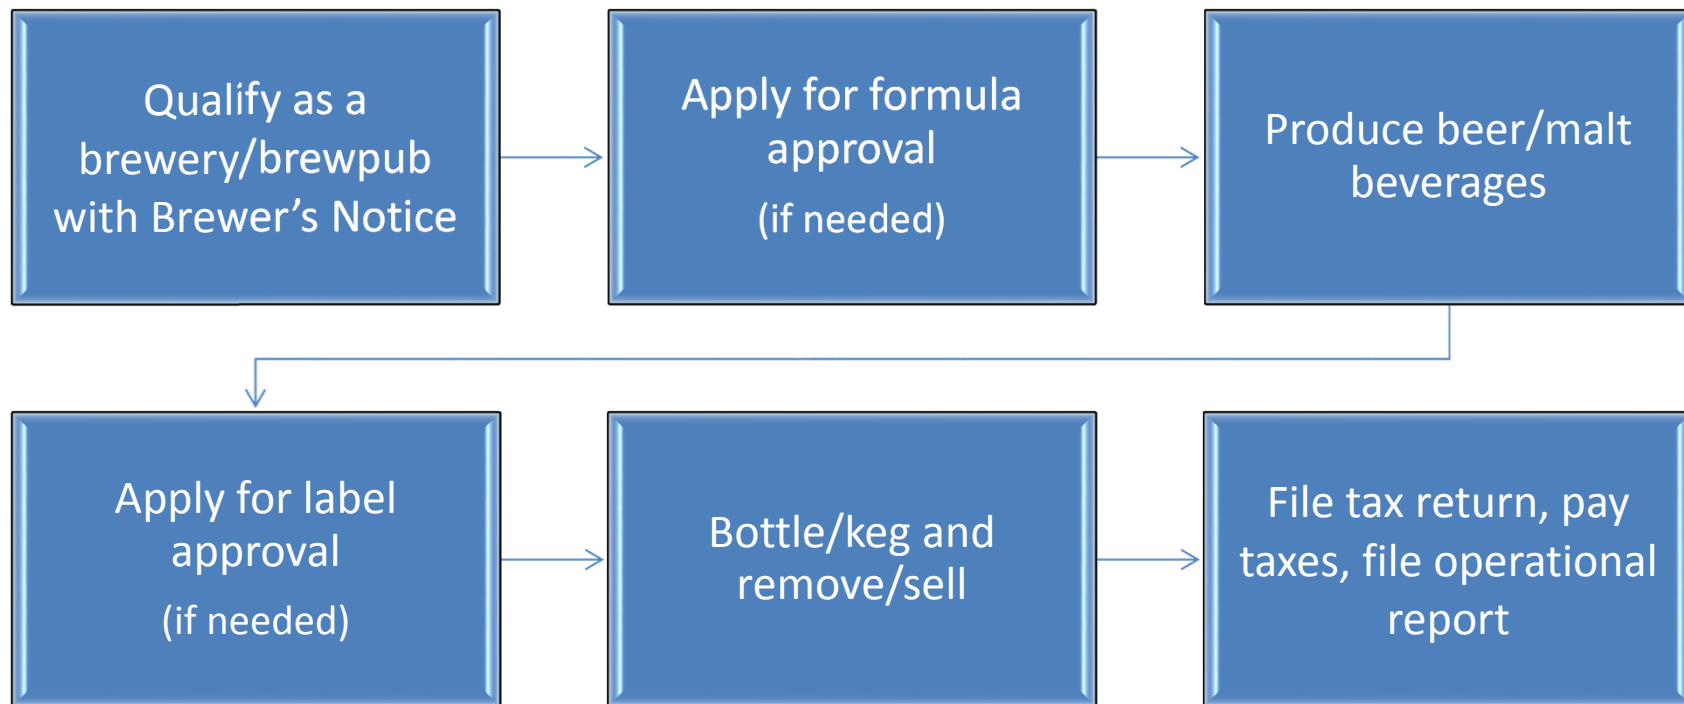 Qualify as a
brewery/brewpub
with Brewer’s Notice
Apply for formula
approval
(if needed)
Produce beer/malt
beverages
Apply for label
approval
(if needed)
Bottle/keg and
remove/sell
File tax return, pay
taxes, file operational
report